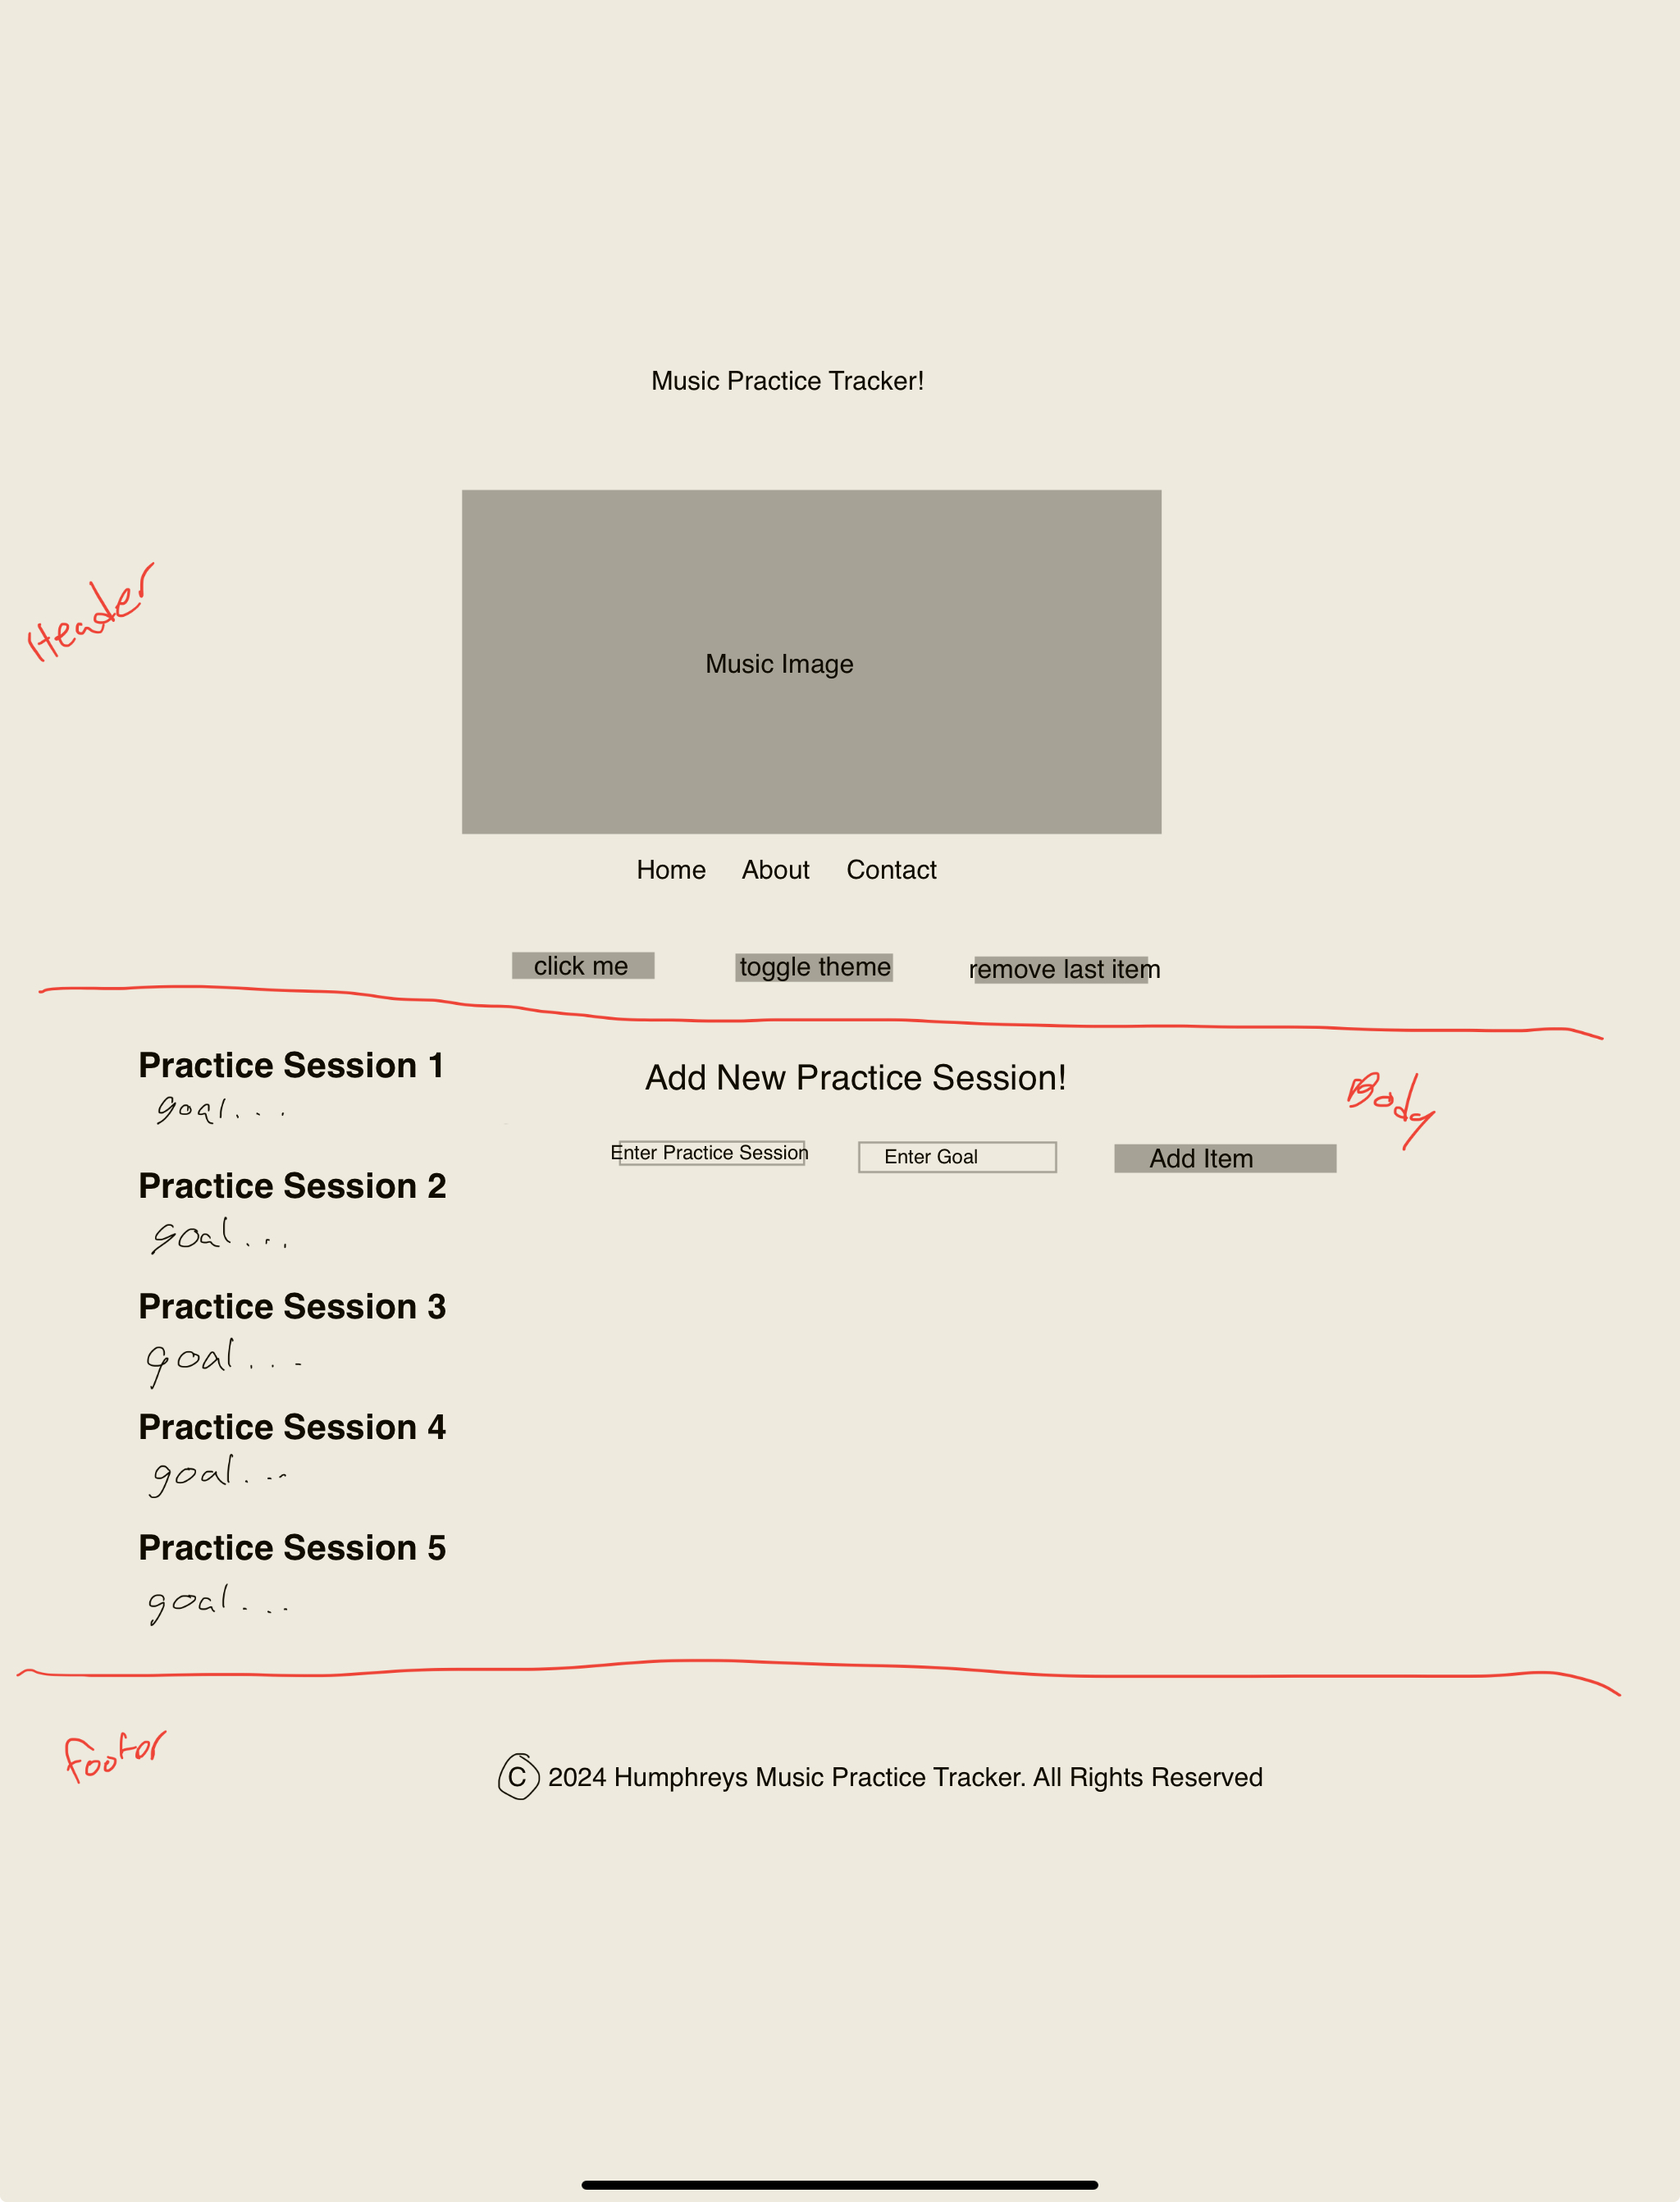 Music Practice Tracker!
Header
Music Image
Home About Contact
click me toggle theme remove last item
Practice Session 1
goal...
Add New Practice Session!
Body
Enter Practice Session Enter Goal Add Item
Practice Session 2
goal...
Practice Session 3
goal...
Practice Session 4
goal...
Practice Session 5
goal...
Footor
© 2024 Humphreys Music Practice Tracker. All Rights Reserved